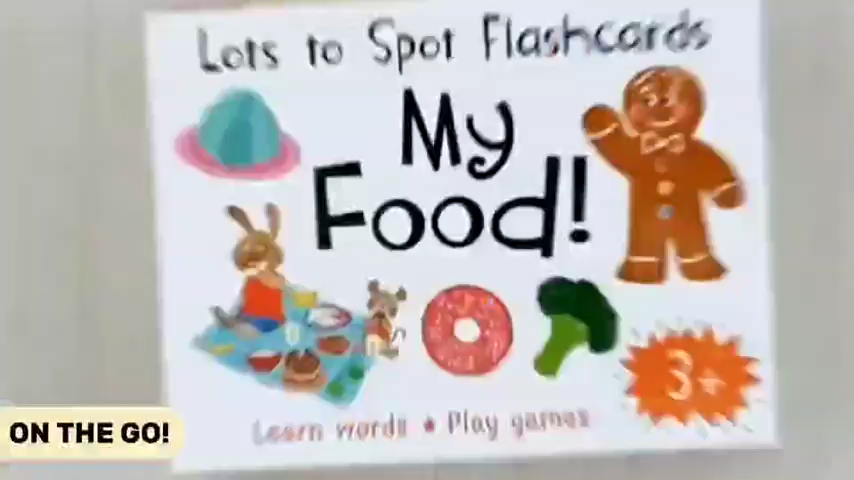 Lots to Spot Flashcards
My
Food!
3+
Learn words ★ Play games
ON THE GO!